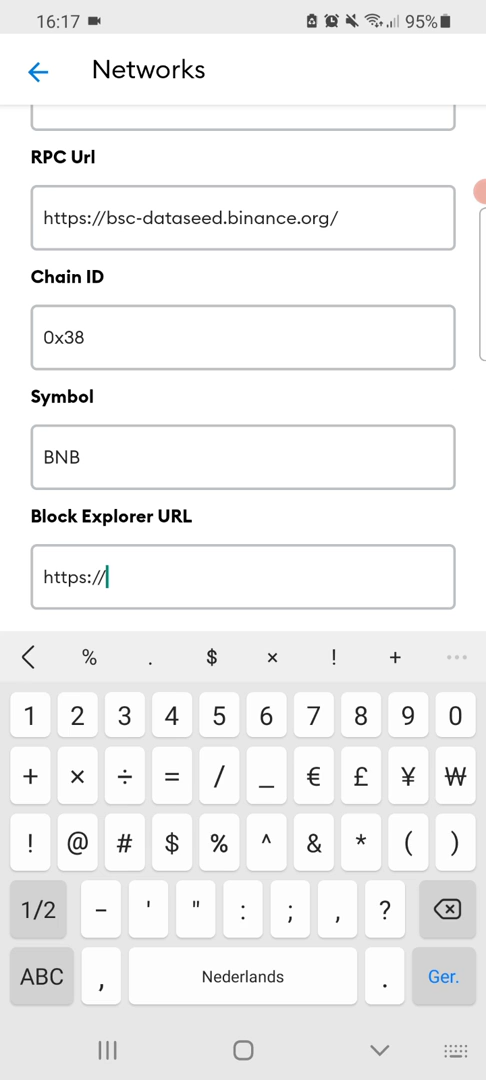 16:17 95%
Networks
RPC Url
https://bsc-dataseed.binance.org/
Chain ID
0x38
Symbol
BNB
Block Explorer URL
https://
% . $ × ! +
1 2 3 4 5 6 7 8 9 0
+ × ÷ = / _ € £ ¥ ₩
! @ # $ % ^ & * ( )
1/2 - ' " : ; , ?
ABC , Nederlands . Ger.